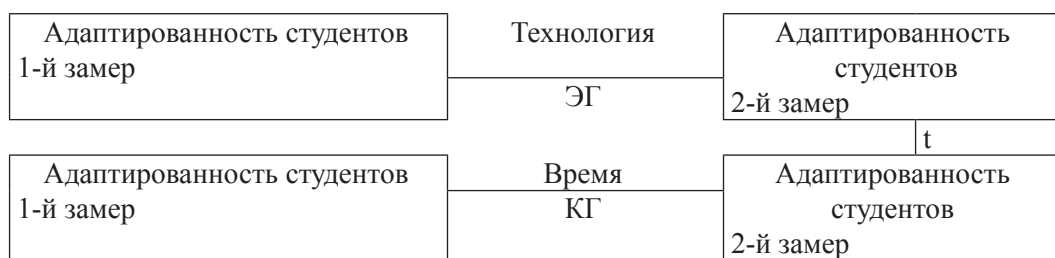 Адаптированность студентов
1-й замер
Технология
ЭГ
Адаптированность
студентов
2-й замер
t
Адаптированность студентов
1-й замер
Время
КГ
Адаптированность
студентов
2-й замер